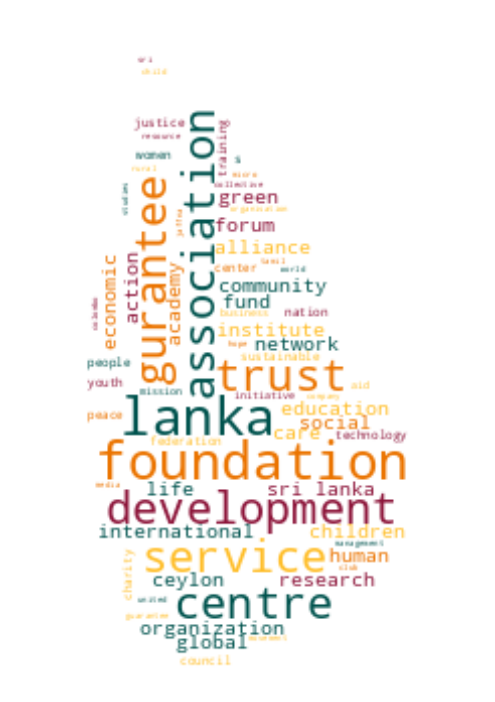 sri
child
justice
resource
women
rural
association
training
s
micro
collective
studies
gurantee
jaffna
green
organisation
forum
alliance
tamil
center
world
economic
action
academy
community
fund
colombo
business
nation
institute
hope
network
people
sustainable
trust
youth
mission
initiative
aid
company
peace
lanka
education
social
care
technology
federation
foundation
media
life
sri lanka
development
international
children
management
service
human
club
charity
ceylon
research
united
centre
guarantee
organization
global
council